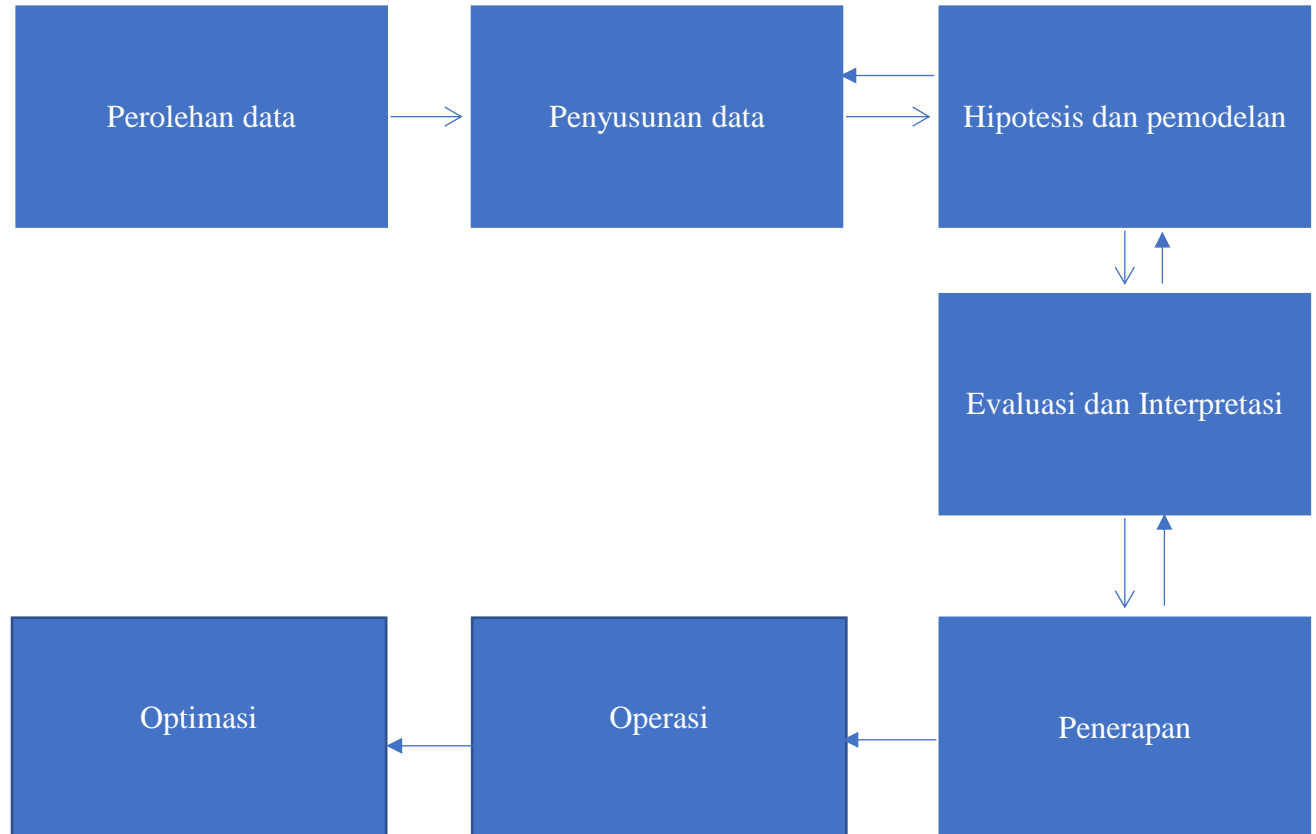 Perolehan data
Penyusunan data
Hipotesis dan pemodelan
Evaluasi dan Interpretasi
Optimasi
Operasi
Penerapan